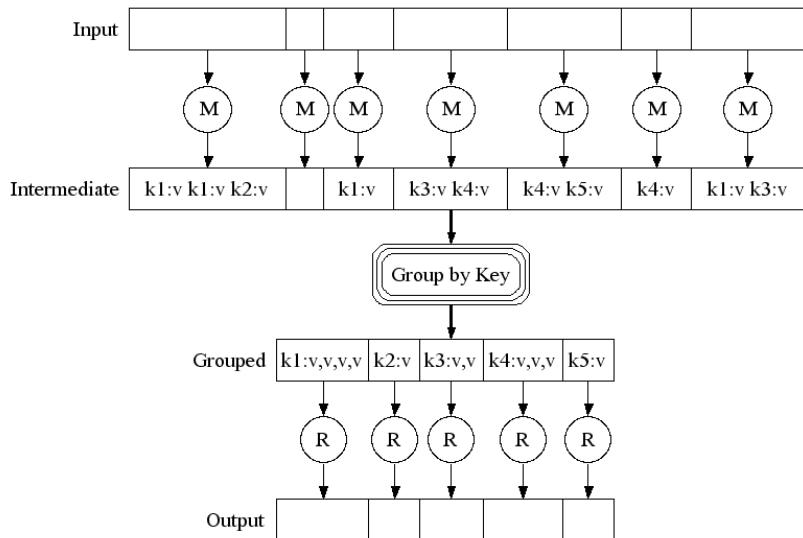 Input
M M M M M M M
Intermediate k1:v k1:v k2:v k1:v k3:v k4:v k4:v k5:v k4:v k1:v k3:v
Group by Key
Grouped k1:v,v,v,v k2:v k3:v,v k4:v,v,v k5:v
R R R R R
Output